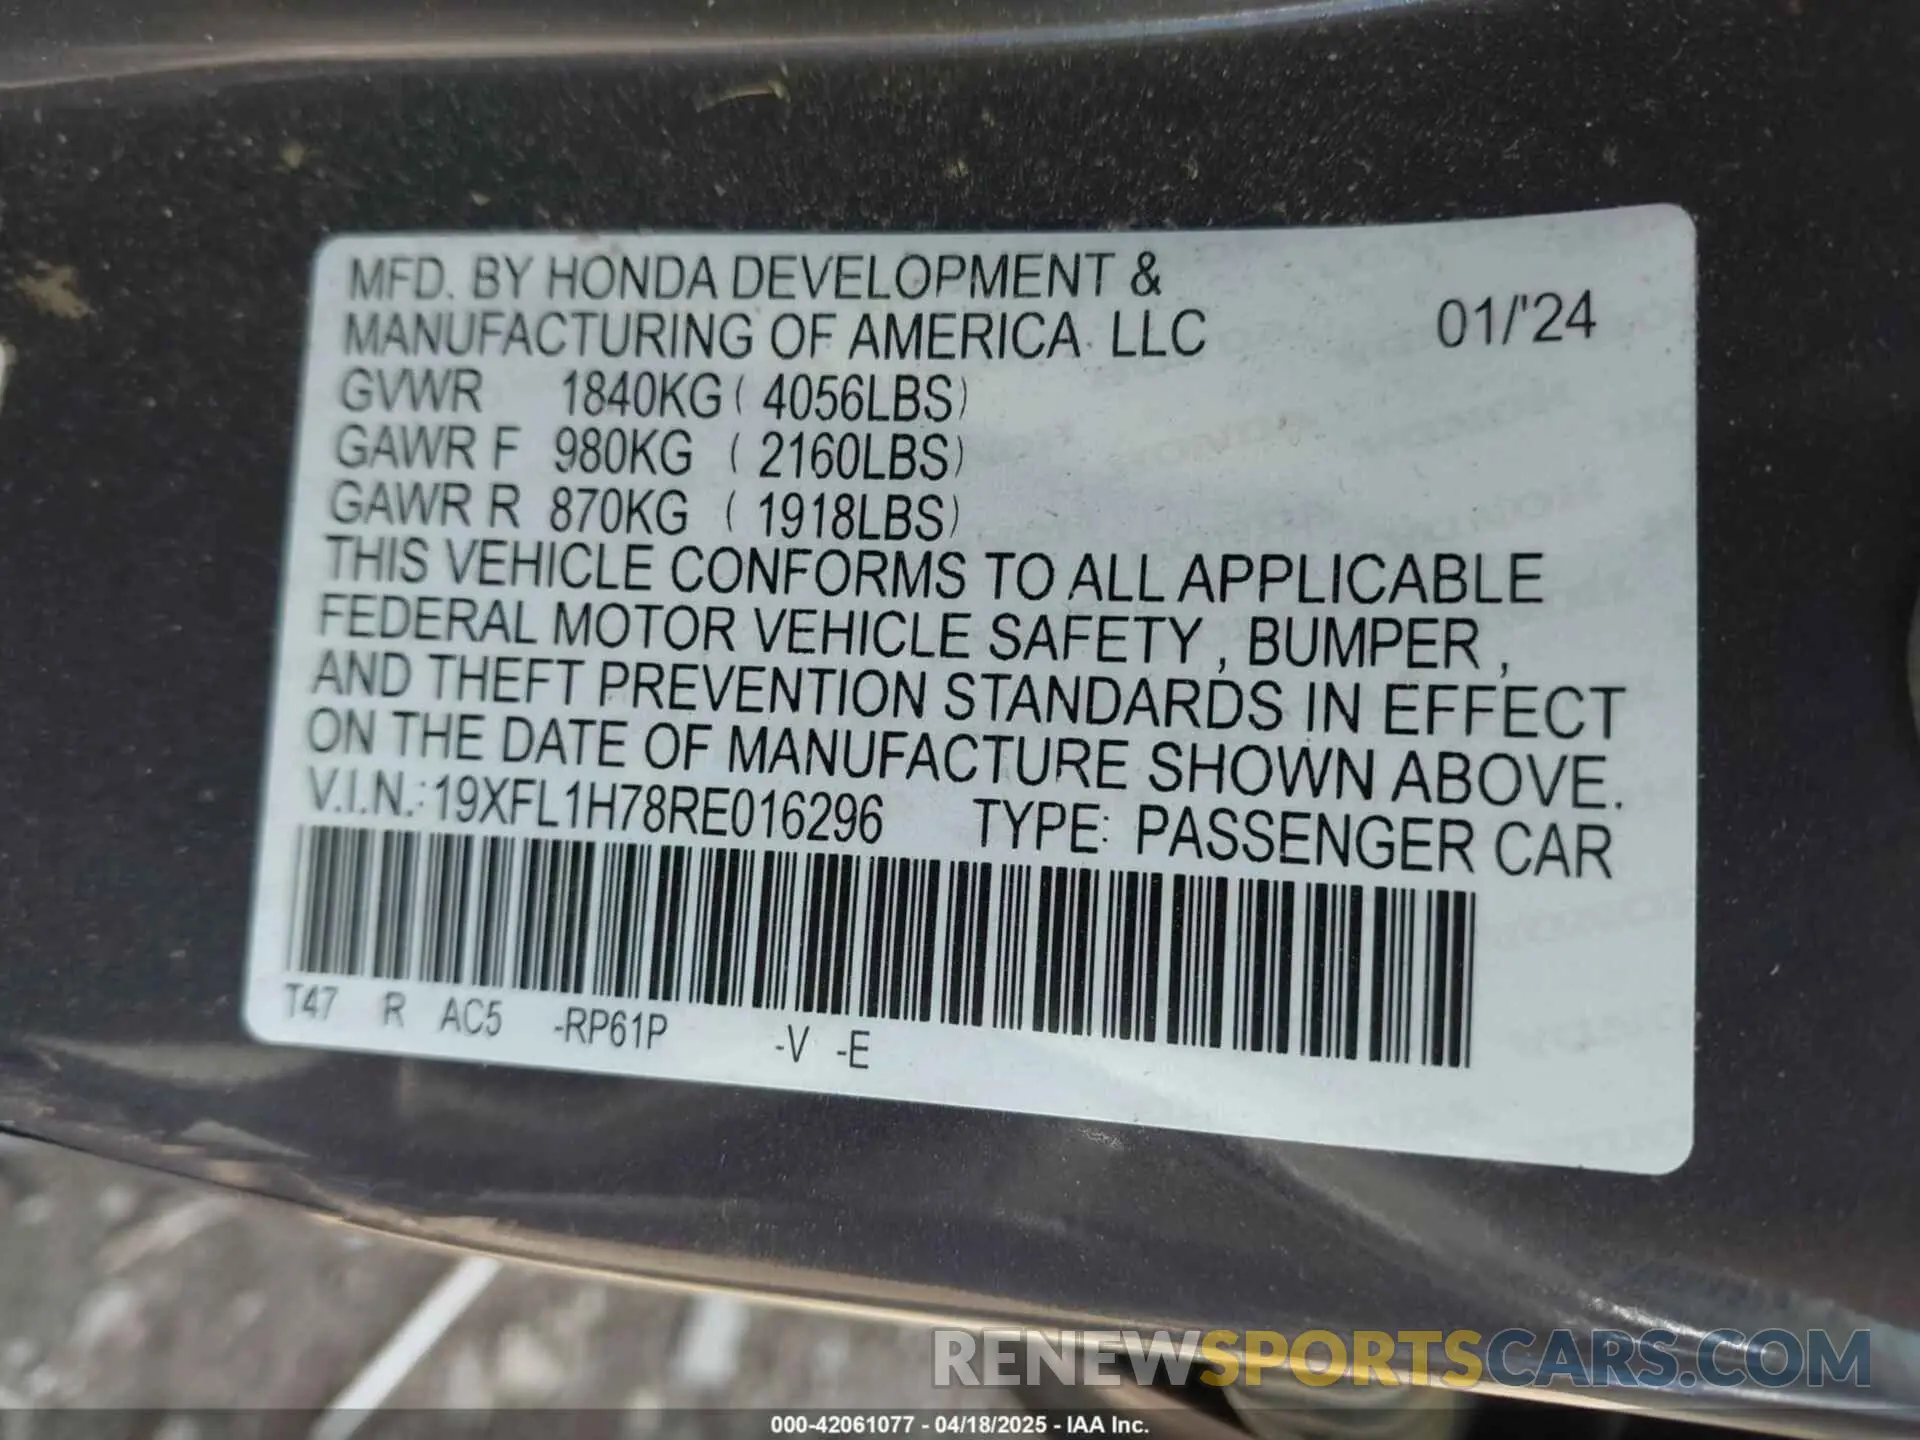 MFD. BY HONDA DEVELOPMENT &
MANUFACTURING OF AMERICA LLC 01/'24
GVWR 1840KG ( 4056LBS)
GAWR F 980KG ( 2160LBS)
GAWR R 870KG ( 1918LBS)
THIS VEHICLE CONFORMS TO ALL APPLICABLE
FEDERAL MOTOR VEHICLE SAFETY , BUMPER ,
AND THEFT PREVENTION STANDARDS IN EFFECT
ON THE DATE OF MANUFACTURE SHOWN ABOVE.
V.I.N.: 19XFL1H78RE016296 TYPE: PASSENGER CAR
T47 R AC5 -RP61P -V -E
RENEWSPORTSCARS.COM
000-42061077 - 04/18/2025 - IAA Inc.